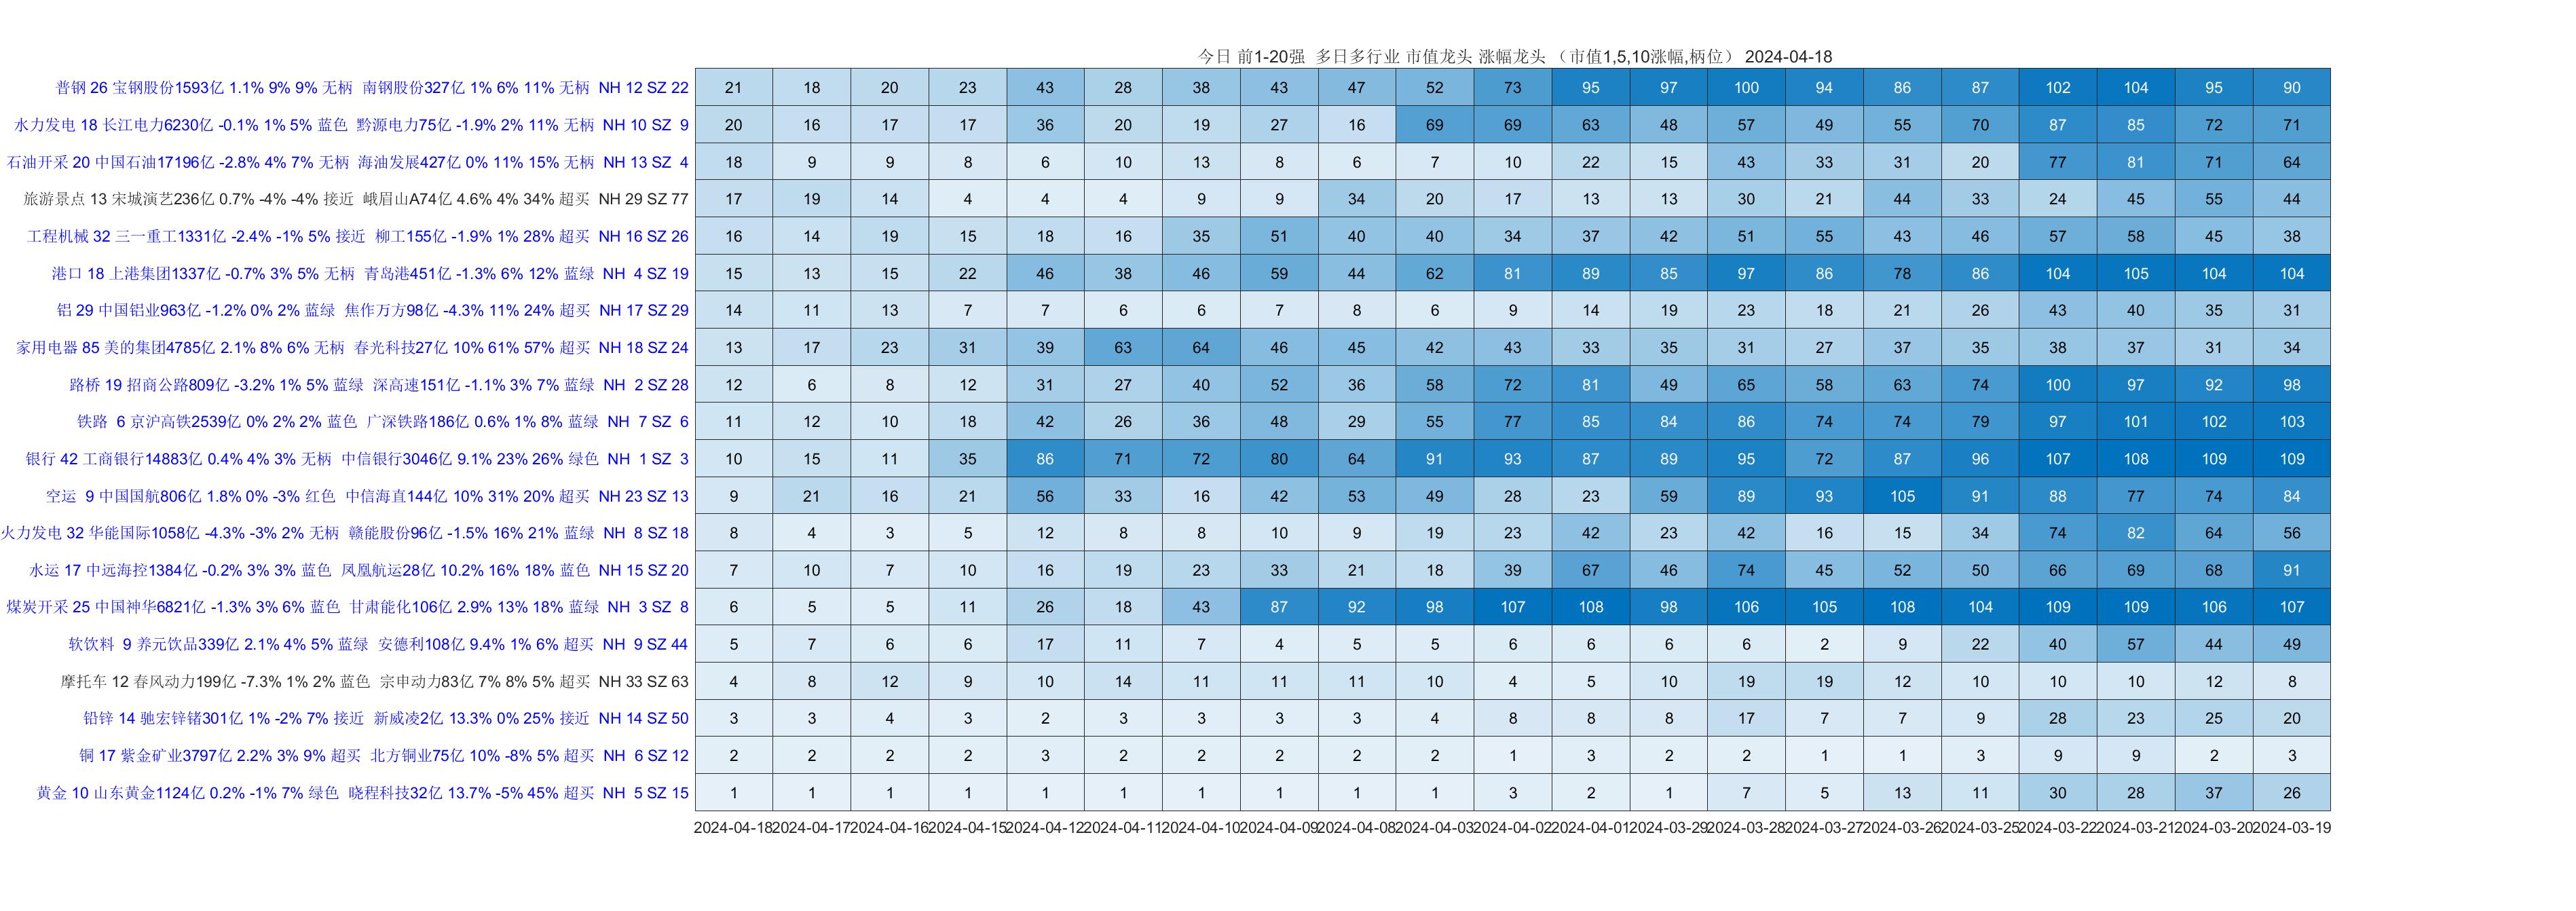 今日 前1-20强 多日多行业 市值龙头 涨幅龙头 （市值1,5,10涨幅,柄位） 2024-04-18
普钢 26 宝钢股份1593亿 1.1% 9% 9% 无柄 南钢股份327亿 1% 6% 11% 无柄 NH 12 SZ 22 21 18 20 23 43 28 38 43 47 52 73 95 97 100 94 86 87 102 104 95 90
水力发电 18 长江电力6230亿 -0.1% 1% 5% 蓝色 黔源电力75亿 -1.9% 2% 11% 无柄 NH 10 SZ 9 20 16 17 17 36 20 19 27 16 69 69 63 48 57 49 55 70 87 85 72 71
石油开采 20 中国石油17196亿 -2.8% 4% 7% 无柄 海油发展427亿 0% 11% 15% 无柄 NH 13 SZ 4 18 9 9 8 6 10 13 8 6 7 10 22 15 43 33 31 20 77 81 71 64
旅游景点 13 宋城演艺236亿 0.7% -4% -4% 接近 峨眉山A74亿 4.6% 4% 34% 超买 NH 29 SZ 77 17 19 14 4 4 4 9 9 34 20 17 13 13 30 21 44 33 24 45 55 44
工程机械 32 三一重工1331亿 -2.4% -1% 5% 接近 柳工155亿 -1.9% 1% 28% 超买 NH 16 SZ 26 16 14 19 15 18 16 35 51 40 40 34 37 42 51 55 43 46 57 58 45 38
港口 18 上港集团1337亿 -0.7% 3% 5% 无柄 青岛港451亿 -1.3% 6% 12% 蓝绿 NH 4 SZ 19 15 13 15 22 46 38 46 59 44 62 81 89 85 97 86 78 86 104 105 104 104
铝 29 中国铝业963亿 -1.2% 0% 2% 蓝绿 焦作万方98亿 -4.3% 11% 24% 超买 NH 17 SZ 29 14 11 13 7 7 6 6 7 8 6 9 14 19 23 18 21 26 43 40 35 31
家用电器 85 美的集团4785亿 2.1% 8% 6% 无柄 春光科技27亿 10% 61% 57% 超买 NH 18 SZ 24 13 17 23 31 39 63 64 46 45 42 43 33 35 31 27 37 35 38 37 31 34
路桥 19 招商公路809亿 -3.2% 1% 5% 蓝绿 深高速151亿 -1.1% 3% 7% 蓝绿 NH 2 SZ 28 12 6 8 12 31 27 40 52 36 58 72 81 49 65 58 63 74 100 97 92 98
铁路 6 京沪高铁2539亿 0% 2% 2% 蓝色 广深铁路186亿 0.6% 1% 8% 蓝绿 NH 7 SZ 6 11 12 10 18 42 26 36 48 29 55 77 85 84 86 74 74 79 97 101 102 103
银行 42 工商银行14883亿 0.4% 4% 3% 无柄 中信银行3046亿 9.1% 23% 26% 绿色 NH 1 SZ 3 10 15 11 35 86 71 72 80 64 91 93 87 89 95 72 87 96 107 108 109 109
空运 9 中国国航806亿 1.8% 0% -3% 红色 中信海直144亿 10% 31% 20% 超买 NH 23 SZ 13 9 21 16 21 56 33 16 42 53 49 28 23 59 89 93 105 91 88 77 74 84
火力发电 32 华能国际1058亿 -4.3% -3% 2% 无柄 赣能股份96亿 -1.5% 16% 21% 蓝绿 NH 8 SZ 18 8 4 3 5 12 8 8 10 9 19 23 42 23 42 16 15 34 74 82 64 56
水运 17 中远海控1384亿 -0.2% 3% 3% 蓝色 凤凰航运28亿 10.2% 16% 18% 蓝色 NH 15 SZ 20 7 10 7 10 16 19 23 33 21 18 39 67 46 74 45 52 50 66 69 68 91
煤炭开采 25 中国神华6821亿 -1.3% 3% 6% 蓝色 甘肃能化106亿 2.9% 13% 18% 蓝绿 NH 3 SZ 8 6 5 5 11 26 18 43 87 92 98 107 108 98 106 105 108 104 109 109 106 107
软饮料 9 养元饮品339亿 2.1% 4% 5% 蓝绿 安德利108亿 9.4% 1% 6% 超买 NH 9 SZ 44 5 7 6 6 17 11 7 4 5 5 6 6 6 6 2 9 22 40 57 44 49
摩托车 12 春风动力199亿 -7.3% 1% 2% 蓝色 宗申动力83亿 7% 8% 5% 超买 NH 33 SZ 63 4 8 12 9 10 14 11 11 11 10 4 5 10 19 19 12 10 10 10 12 8
铅锌 14 驰宏锌锗301亿 1% -2% 7% 接近 新威凌2亿 13.3% 0% 25% 接近 NH 14 SZ 50 3 3 4 3 2 3 3 3 3 4 8 8 8 17 7 7 9 28 23 25 20
铜 17 紫金矿业3797亿 2.2% 3% 9% 超买 北方铜业75亿 10% -8% 5% 超买 NH 6 SZ 12 2 2 2 2 3 2 2 2 2 2 1 3 2 2 1 1 3 9 9 2 3
黄金 10 山东黄金1124亿 0.2% -1% 7% 绿色 晓程科技32亿 13.7% -5% 45% 超买 NH 5 SZ 15 1 1 1 1 1 1 1 1 1 1 3 2 1 7 5 13 11 30 28 37 26
2024-04-18 2024-04-17 2024-04-16 2024-04-15 2024-04-12 2024-04-11 2024-04-10 2024-04-09 2024-04-08 2024-04-03 2024-04-02 2024-04-01 2024-03-29 2024-03-28 2024-03-27 2024-03-26 2024-03-25 2024-03-22 2024-03-21 2024-03-20 2024-03-19